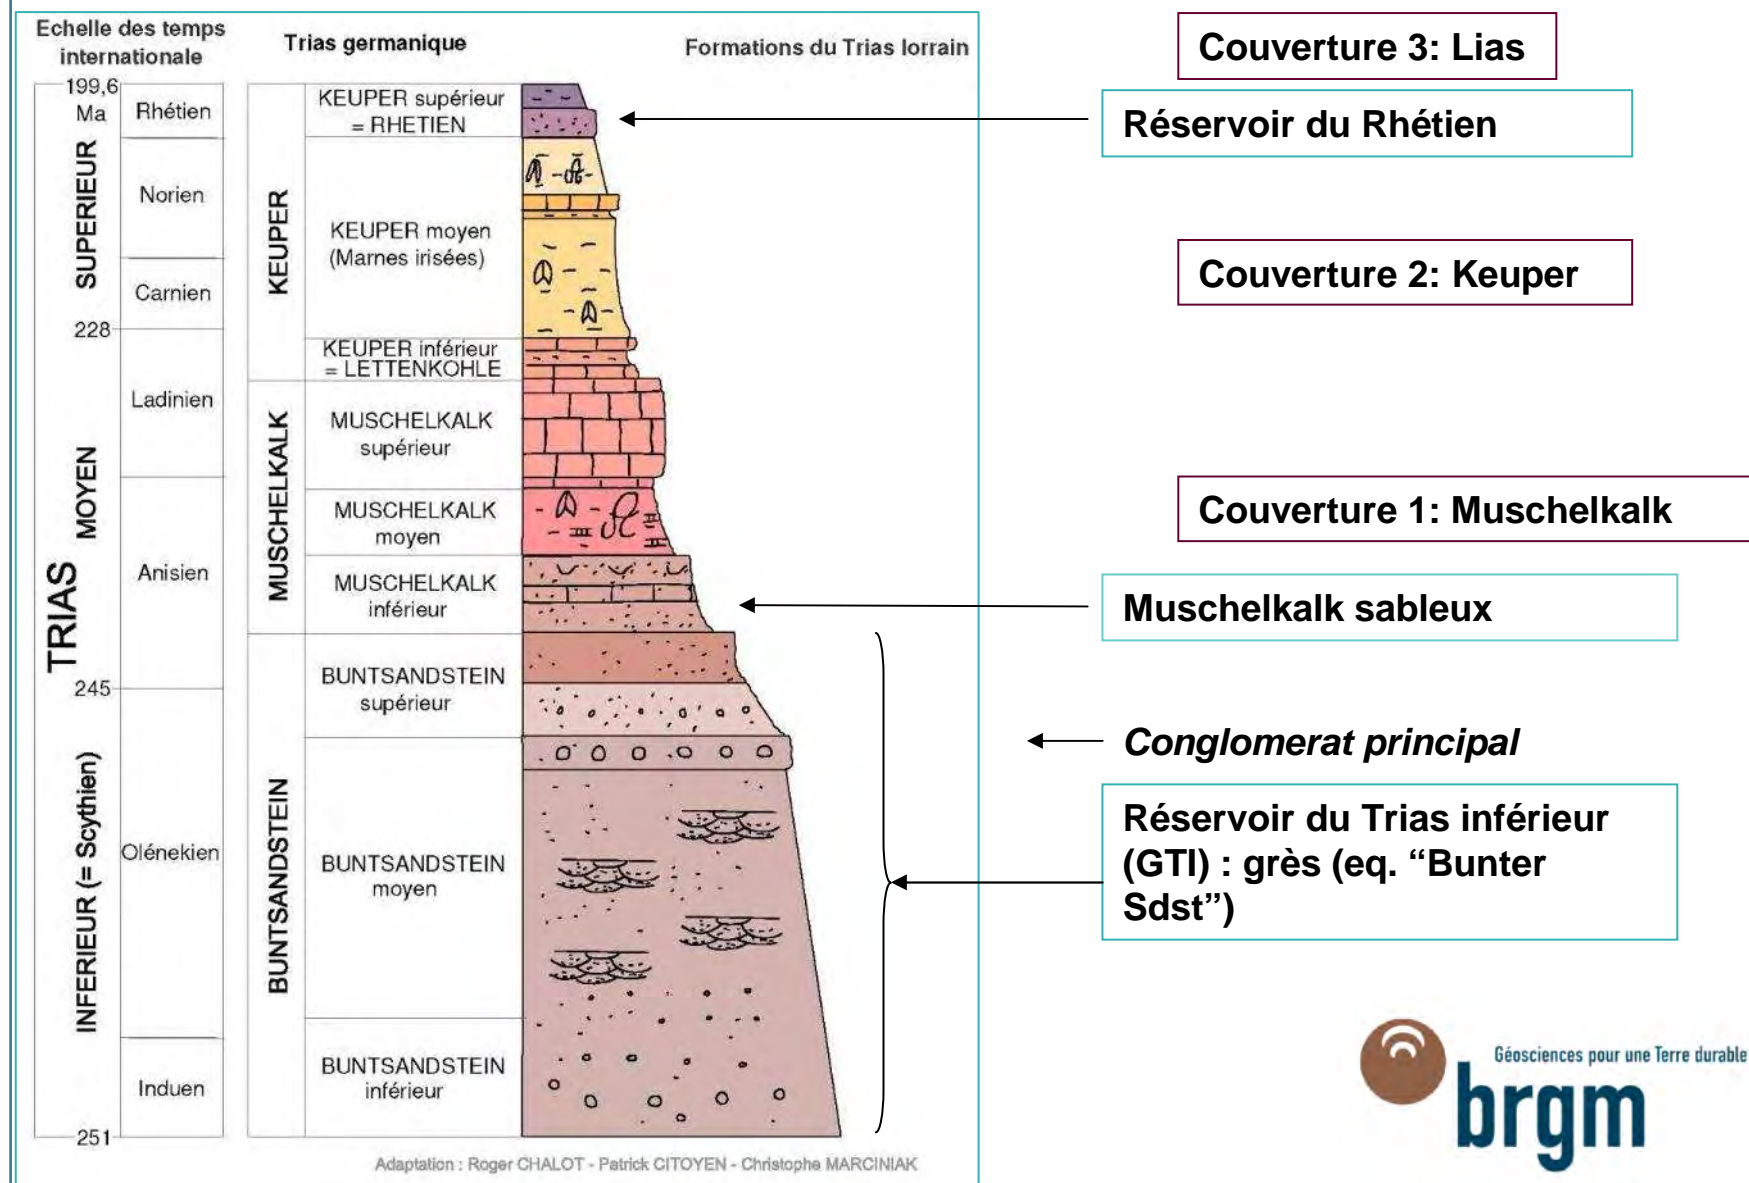 Echelle des temps
internationale
Trias germanique
Formations du Trias lorrain
199,6
Ma
228
245
251
TRIAS
SUPERIEUR
MOYEN
INFERIEUR (= Scythien)
Rhétien
Norien
Carnien
Ladinien
Anisien
Olénekien
Induen
KEUPER
MUSCHELKALK
BUNTSANDSTEIN
KEUPER supérieur
= RHETIEN
KEUPER moyen
(Marnes irisées)
KEUPER inférieur
= LETTENKOHLE
MUSCHELKALK
supérieur
MUSCHELKALK
moyen
MUSCHELKALK
inférieur
BUNTSANDSTEIN
supérieur
BUNTSANDSTEIN
moyen
BUNTSANDSTEIN
inférieur
Adaptation : Roger CHALOT - Patrick CITOYEN - Christophe MARCINIAK
Couverture 3: Lias
Réservoir du Rhétien
Couverture 2: Keuper
Couverture 1: Muschelkalk
Muschelkalk sableux
Conglomerat principal
Réservoir du Trias inférieur
(GTI) : grès (eq. “Bunter
Sdst”)
Géosciences pour une Terre durable
brgm